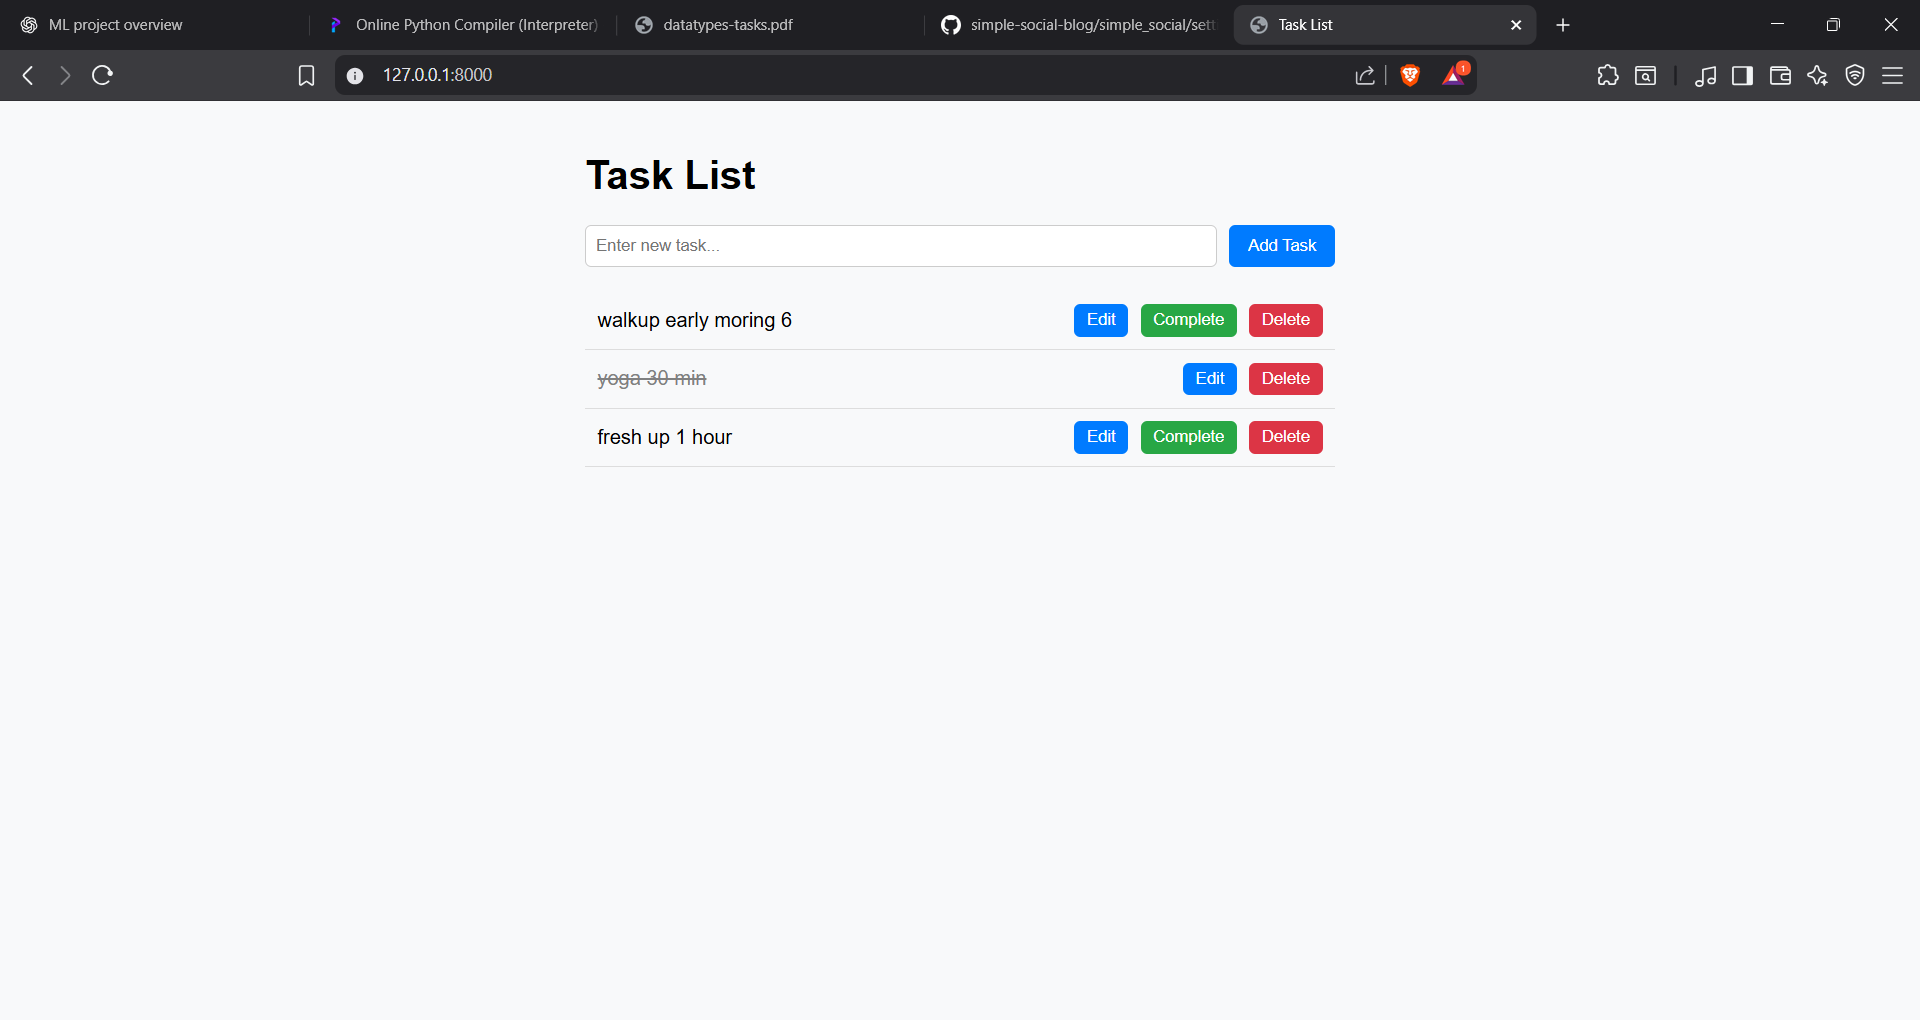 ML project overview
Online Python Compiler (Interpreter)
datatypes-tasks.pdf
simple-social-blog/simple_social/sett
Task List
127.0.0.1:8000
1
Task List
Enter new task...
Add Task
walkup early moring 6
Edit
Complete
Delete
yoga 30 min
Edit
Delete
fresh up 1 hour
Edit
Complete
Delete